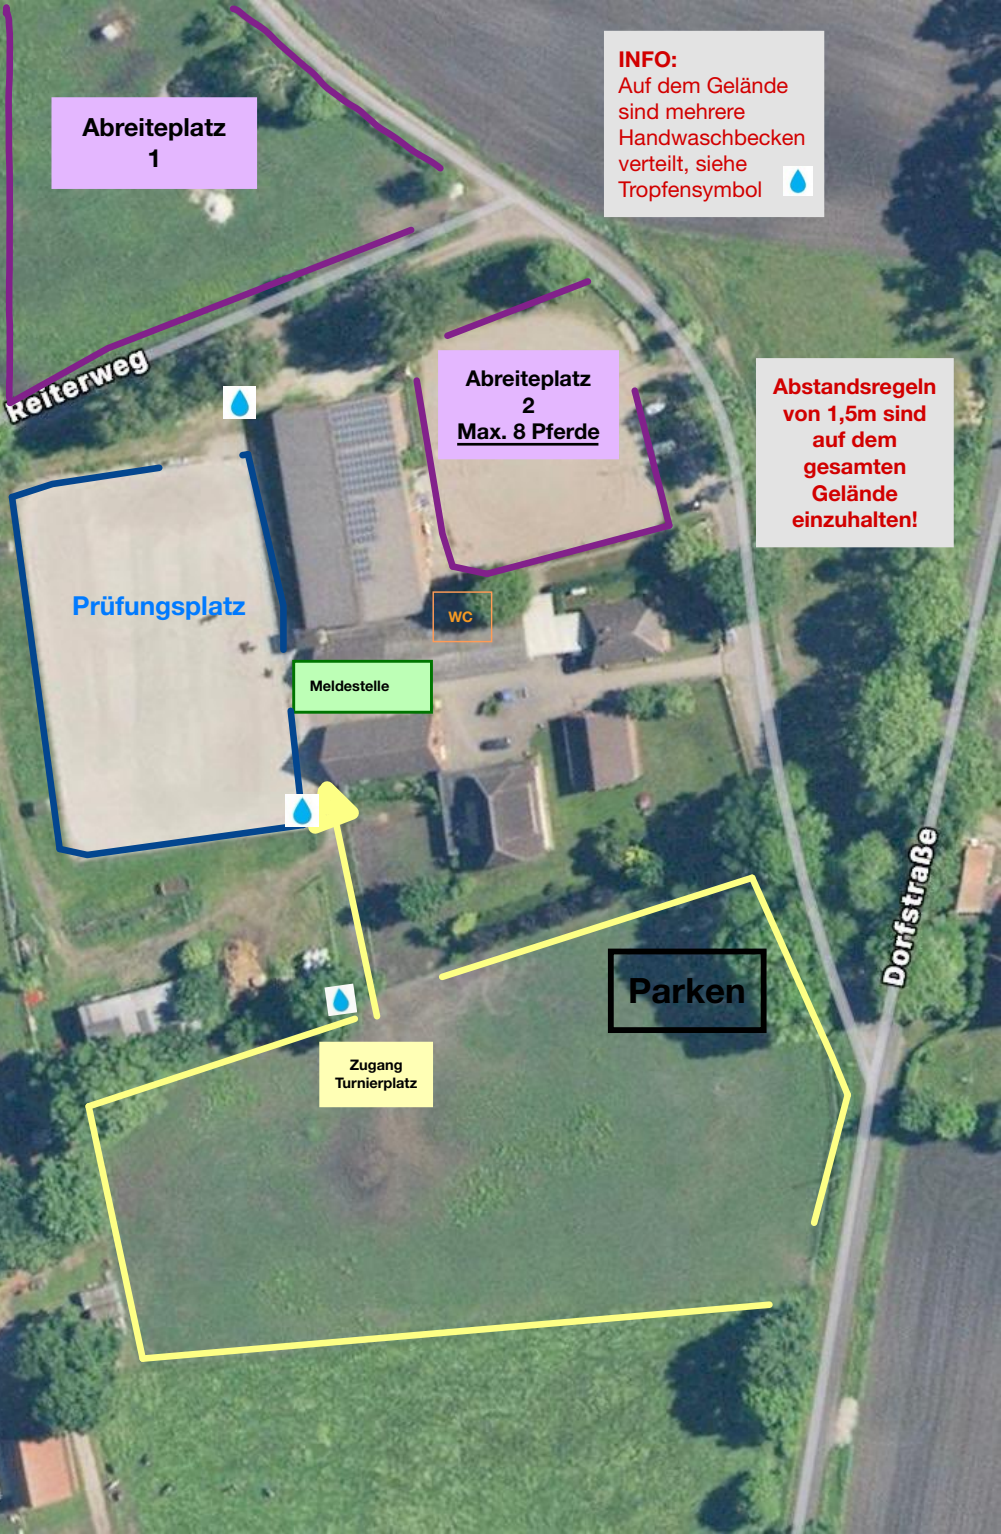 Abreiteplatz
1
INFO:
Auf dem Gelände
sind mehrere
Handwaschbecken
verteilt, siehe
Tropfensymbol
Reiterweg
Abreiteplatz
2
Max. 8 Pferde
Abstandsregeln
von 1,5m sind
auf dem
gesamten
Gelände
einzuhalten!
Prüfungsplatz
WC
Meldestelle
Dorfstraße
Parken
Zugang
Turnierplatz